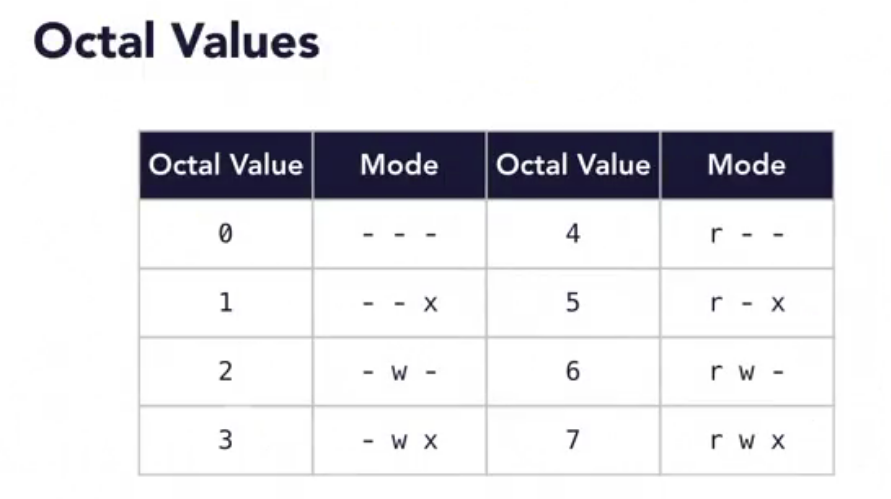 Octal Values
Octal Value Mode Octal Value Mode
0 - - - 4 r - -
1 - - x 5 r - x
2 - w - 6 r w -
3 - w x 7 r w x